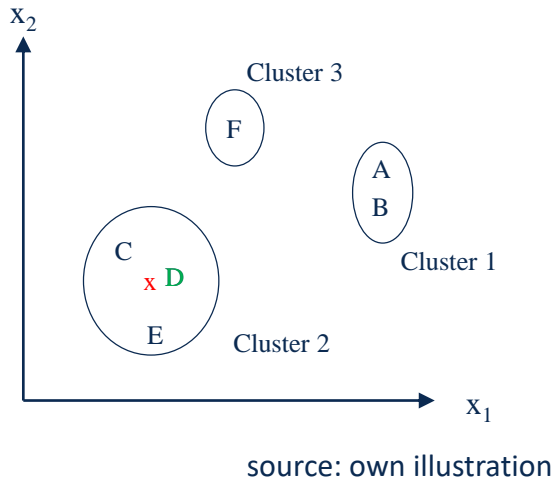 x2
Cluster 3
F
A
B
Cluster 1
C
x D
E
Cluster 2
x1
source: own illustration